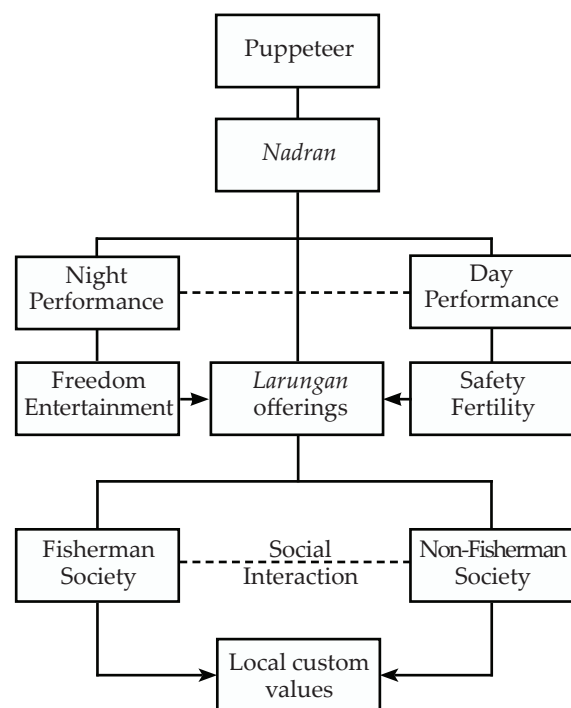 Puppeteer
Nadran
Night
Performance
Day
Performance
Freedom
Entertainment
Larungan
offerings
Safety
Fertility
Fisherman
Society
Social
Interaction
Non-Fisherman
Society
Local custom
values